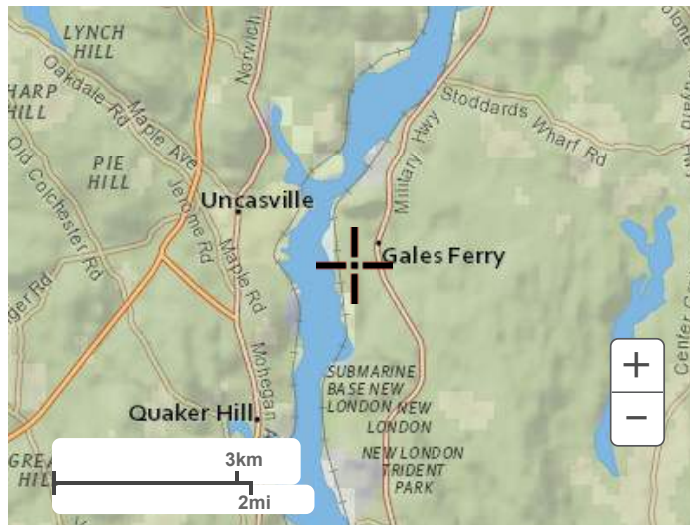 LYNCH
HILL
Norwich
Oakdale Rd
HARP
HILL
Maple Ave
Stoddards Wharf Rd
Old Colchester Rd
PIE
HILL
Military Hwy
Jerome Rd
Uncasville
Maple Rd
Gales Ferry
Mohegan A
SUBMARINE
BASE NEW
LONDON
NEW
LONDON
Quaker Hill
NEW LONDON
TRIDENT
PARK
GREA
HIL
3km
2mi
+
−